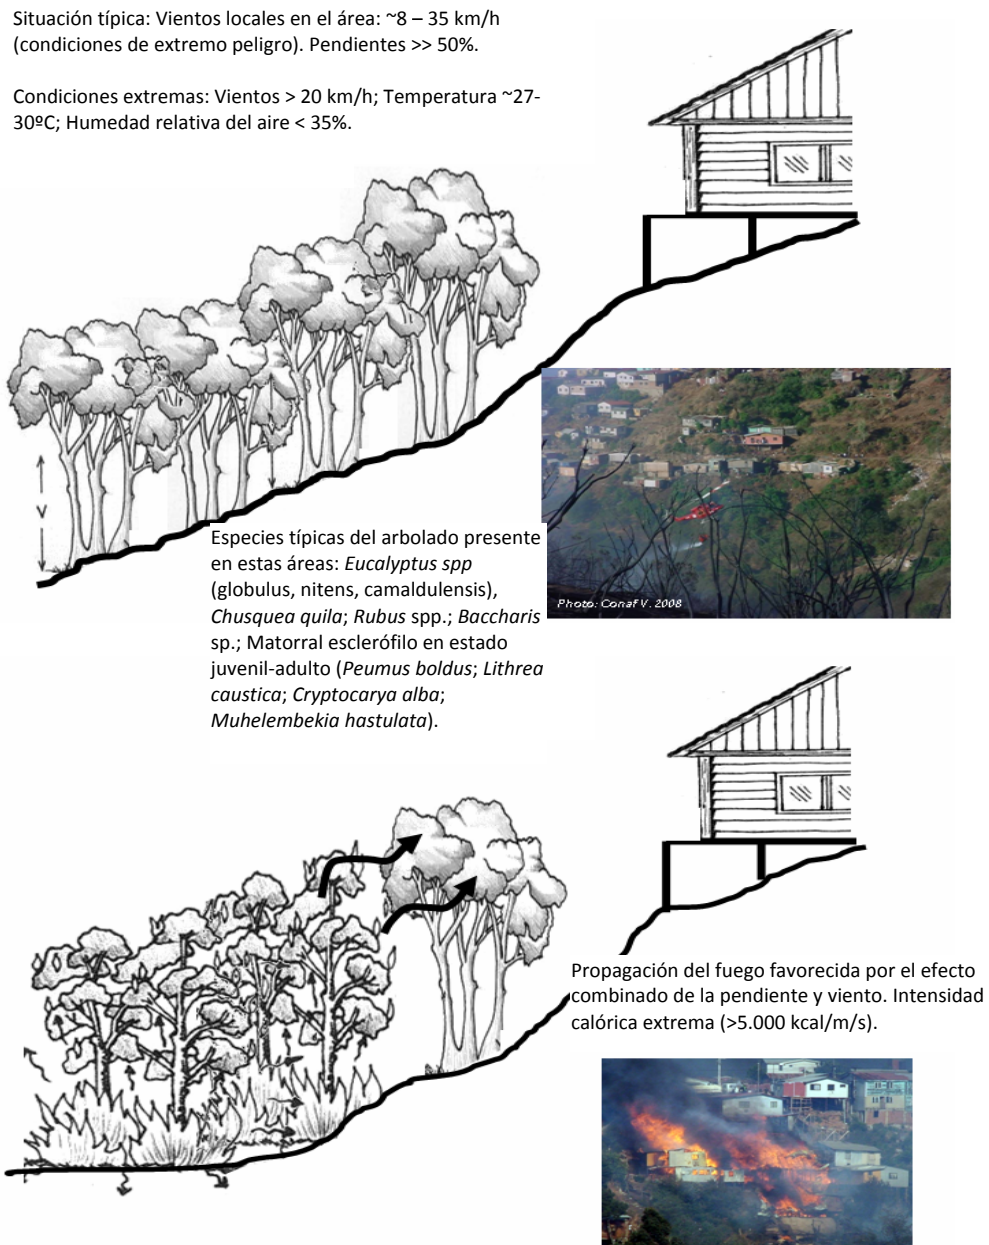 Situación típica: Vientos locales en el área: ~8 – 35 km/h
(condiciones de extremo peligro). Pendientes >> 50%.
Condiciones extremas: Vientos > 20 km/h; Temperatura ~27-
30ºC; Humedad relativa del aire < 35%.
V
Especies típicas del arbolado presente
en estas áreas: Eucalyptus spp
(globulus, nitens, camaldulensis),
Chusquea quila; Rubus spp.; Baccharis
sp.; Matorral esclerófilo en estado
juvenil-adulto (Peumus boldus; Lithrea
caustica; Cryptocarya alba;
Muhelembekia hastulata).
Photo: Conaf V. 2008
Propagación del fuego favorecida por el efecto
combinado de la pendiente y viento. Intensidad
calórica extrema (>5.000 kcal/m/s).